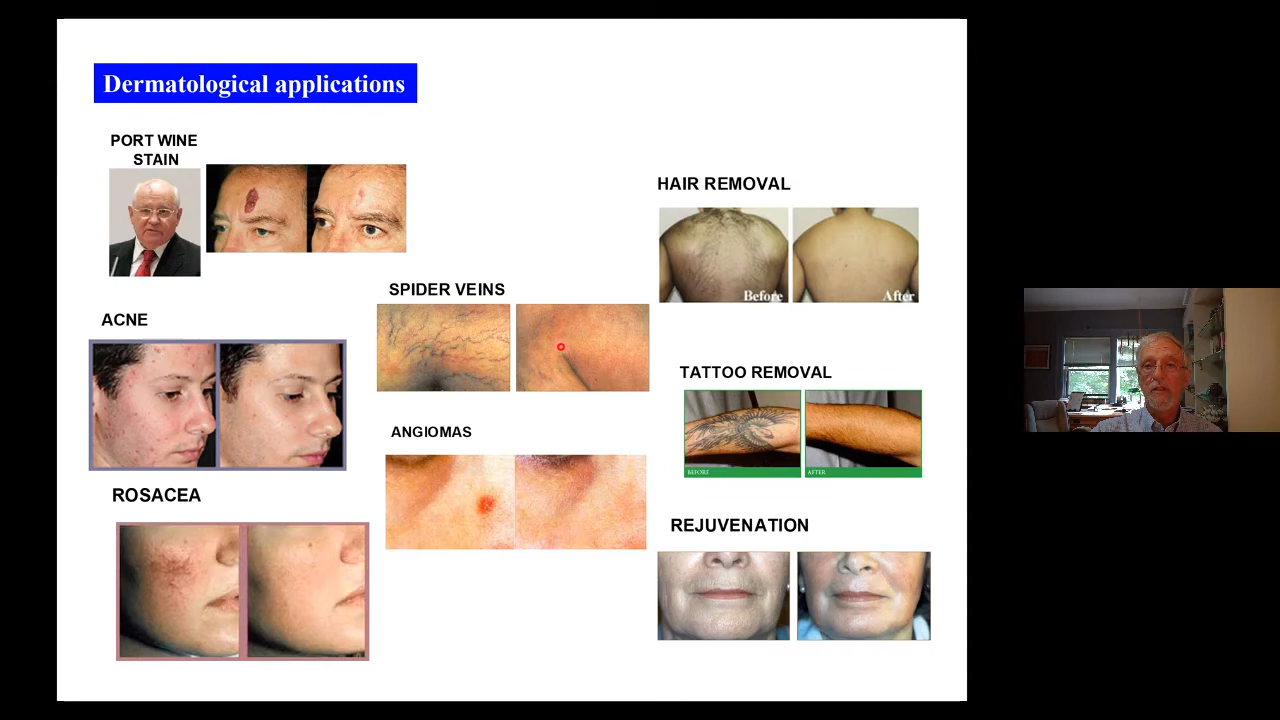 Dermatological applications
PORT WINE
STAIN
HAIR REMOVAL
Before
After
SPIDER VEINS
ACNE
TATTOO REMOVAL
BEFORE
AFTER
ANGIOMAS
ROSACEA
REJUVENATION